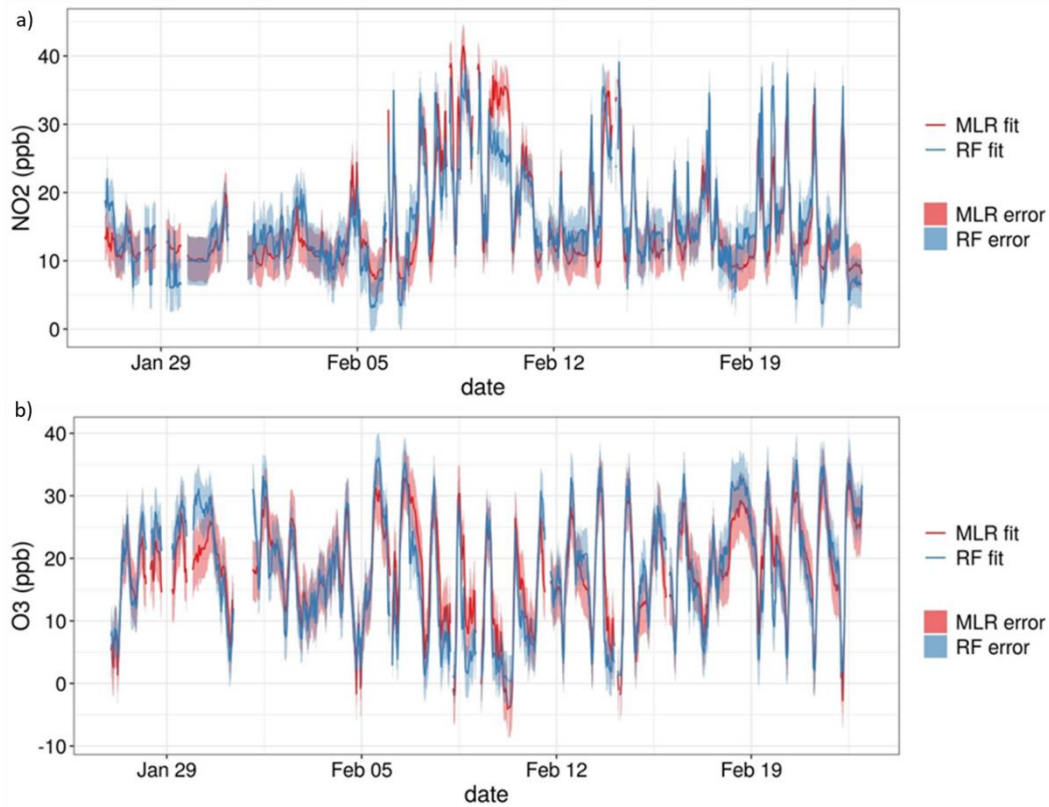 a)
40
30
20
10
0
NO2 (ppb)
Jan 29
Feb 05
Feb 12
Feb 19
date
MLR fit
RF fit
MLR error
RF error
b)
40
30
20
10
0
-10
O3 (ppb)
Jan 29
Feb 05
Feb 12
Feb 19
date
MLR fit
RF fit
MLR error
RF error